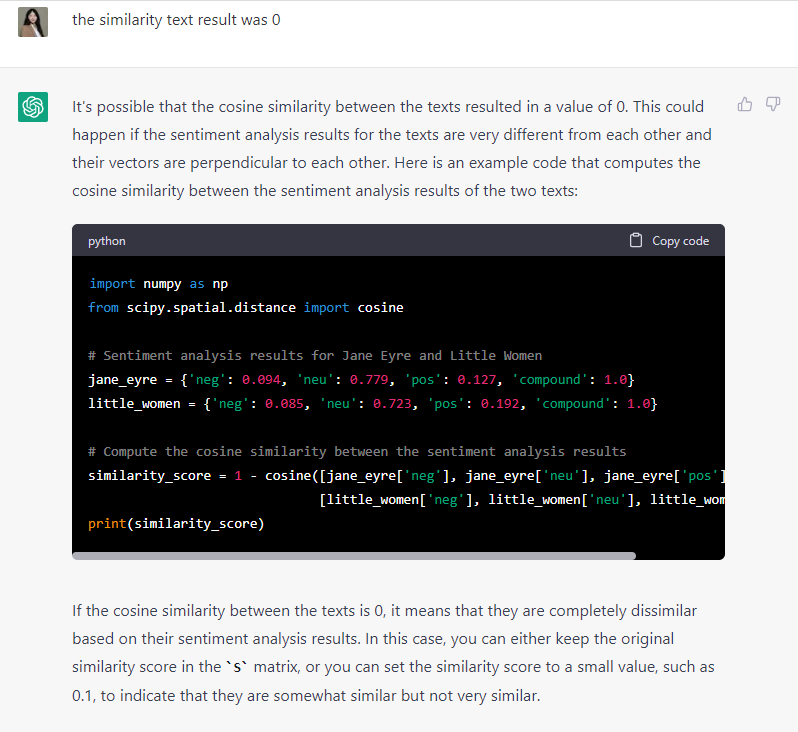 the similarity text result was 0
It's possible that the cosine similarity between the texts resulted in a value of 0. This could
happen if the sentiment analysis results for the texts are very different from each other and
their vectors are perpendicular to each other. Here is an example code that computes the
cosine similarity between the sentiment analysis results of the two texts:
python Copy code
import numpy as np
from scipy.spatial.distance import cosine
# Sentiment analysis results for Jane Eyre and Little Women
jane_eyre = {'neg': 0.094, 'neu': 0.779, 'pos': 0.127, 'compound': 1.0}
little_women = {'neg': 0.085, 'neu': 0.723, 'pos': 0.192, 'compound': 1.0}
# Compute the cosine similarity between the sentiment analysis results
similarity_score = 1 - cosine([jane_eyre['neg'], jane_eyre['neu'], jane_eyre['pos']
[little_women['neg'], little_women['neu'], little_wom
print(similarity_score)
If the cosine similarity between the texts is 0, it means that they are completely dissimilar
based on their sentiment analysis results. In this case, you can either keep the original
similarity score in the `s` matrix, or you can set the similarity score to a small value, such as
0.1, to indicate that they are somewhat similar but not very similar.